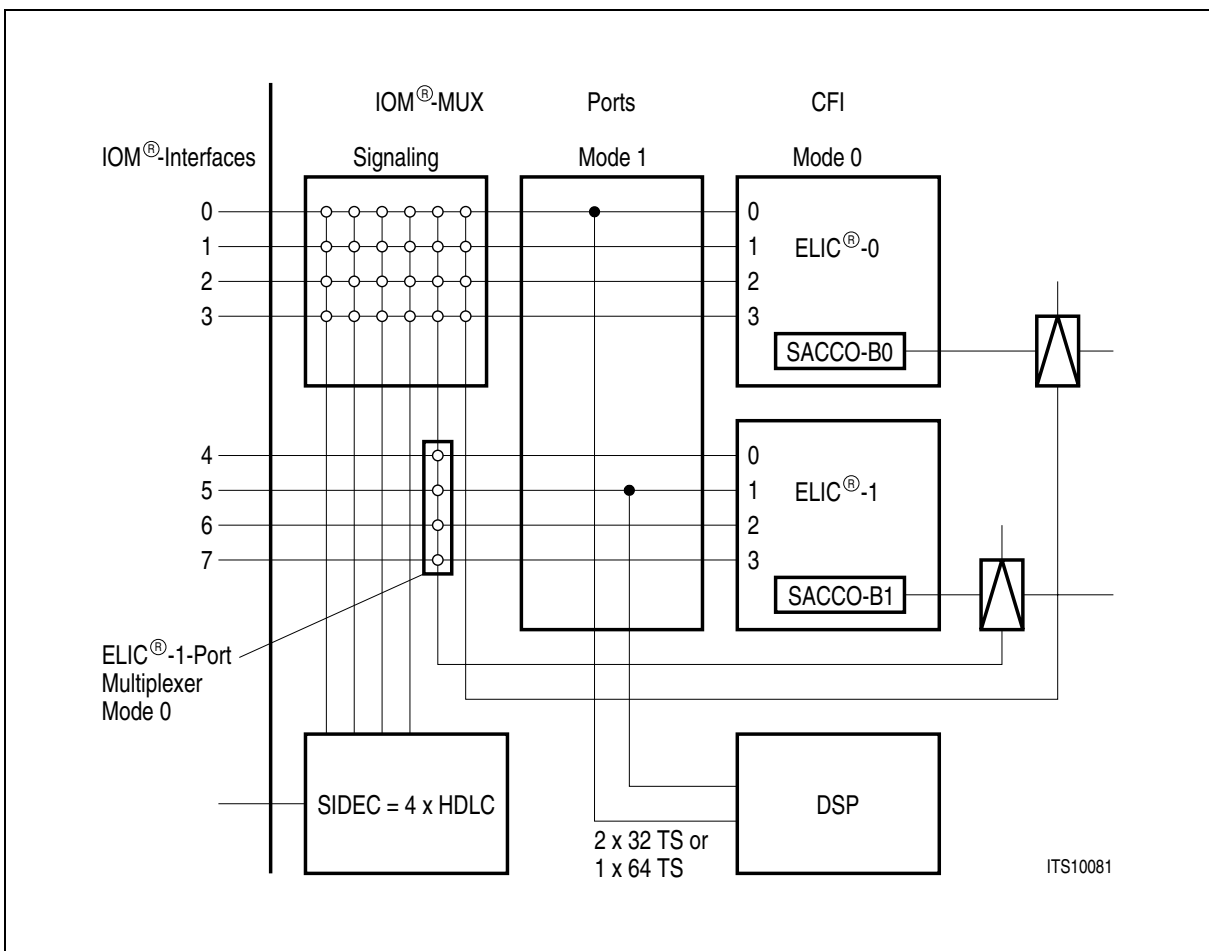 IOM®-MUX Ports CFI
IOM®-Interfaces Signaling Mode 1 Mode 0
0 0
1 1 ELIC®-0
2 2
3 3
SACCO-B0
4 0
5 1 ELIC®-1
6 2
7 3
SACCO-B1
ELIC®-1-Port
Multiplexer
Mode 0
SIDEC = 4 x HDLC DSP
2 x 32 TS or
1 x 64 TS
ITS10081